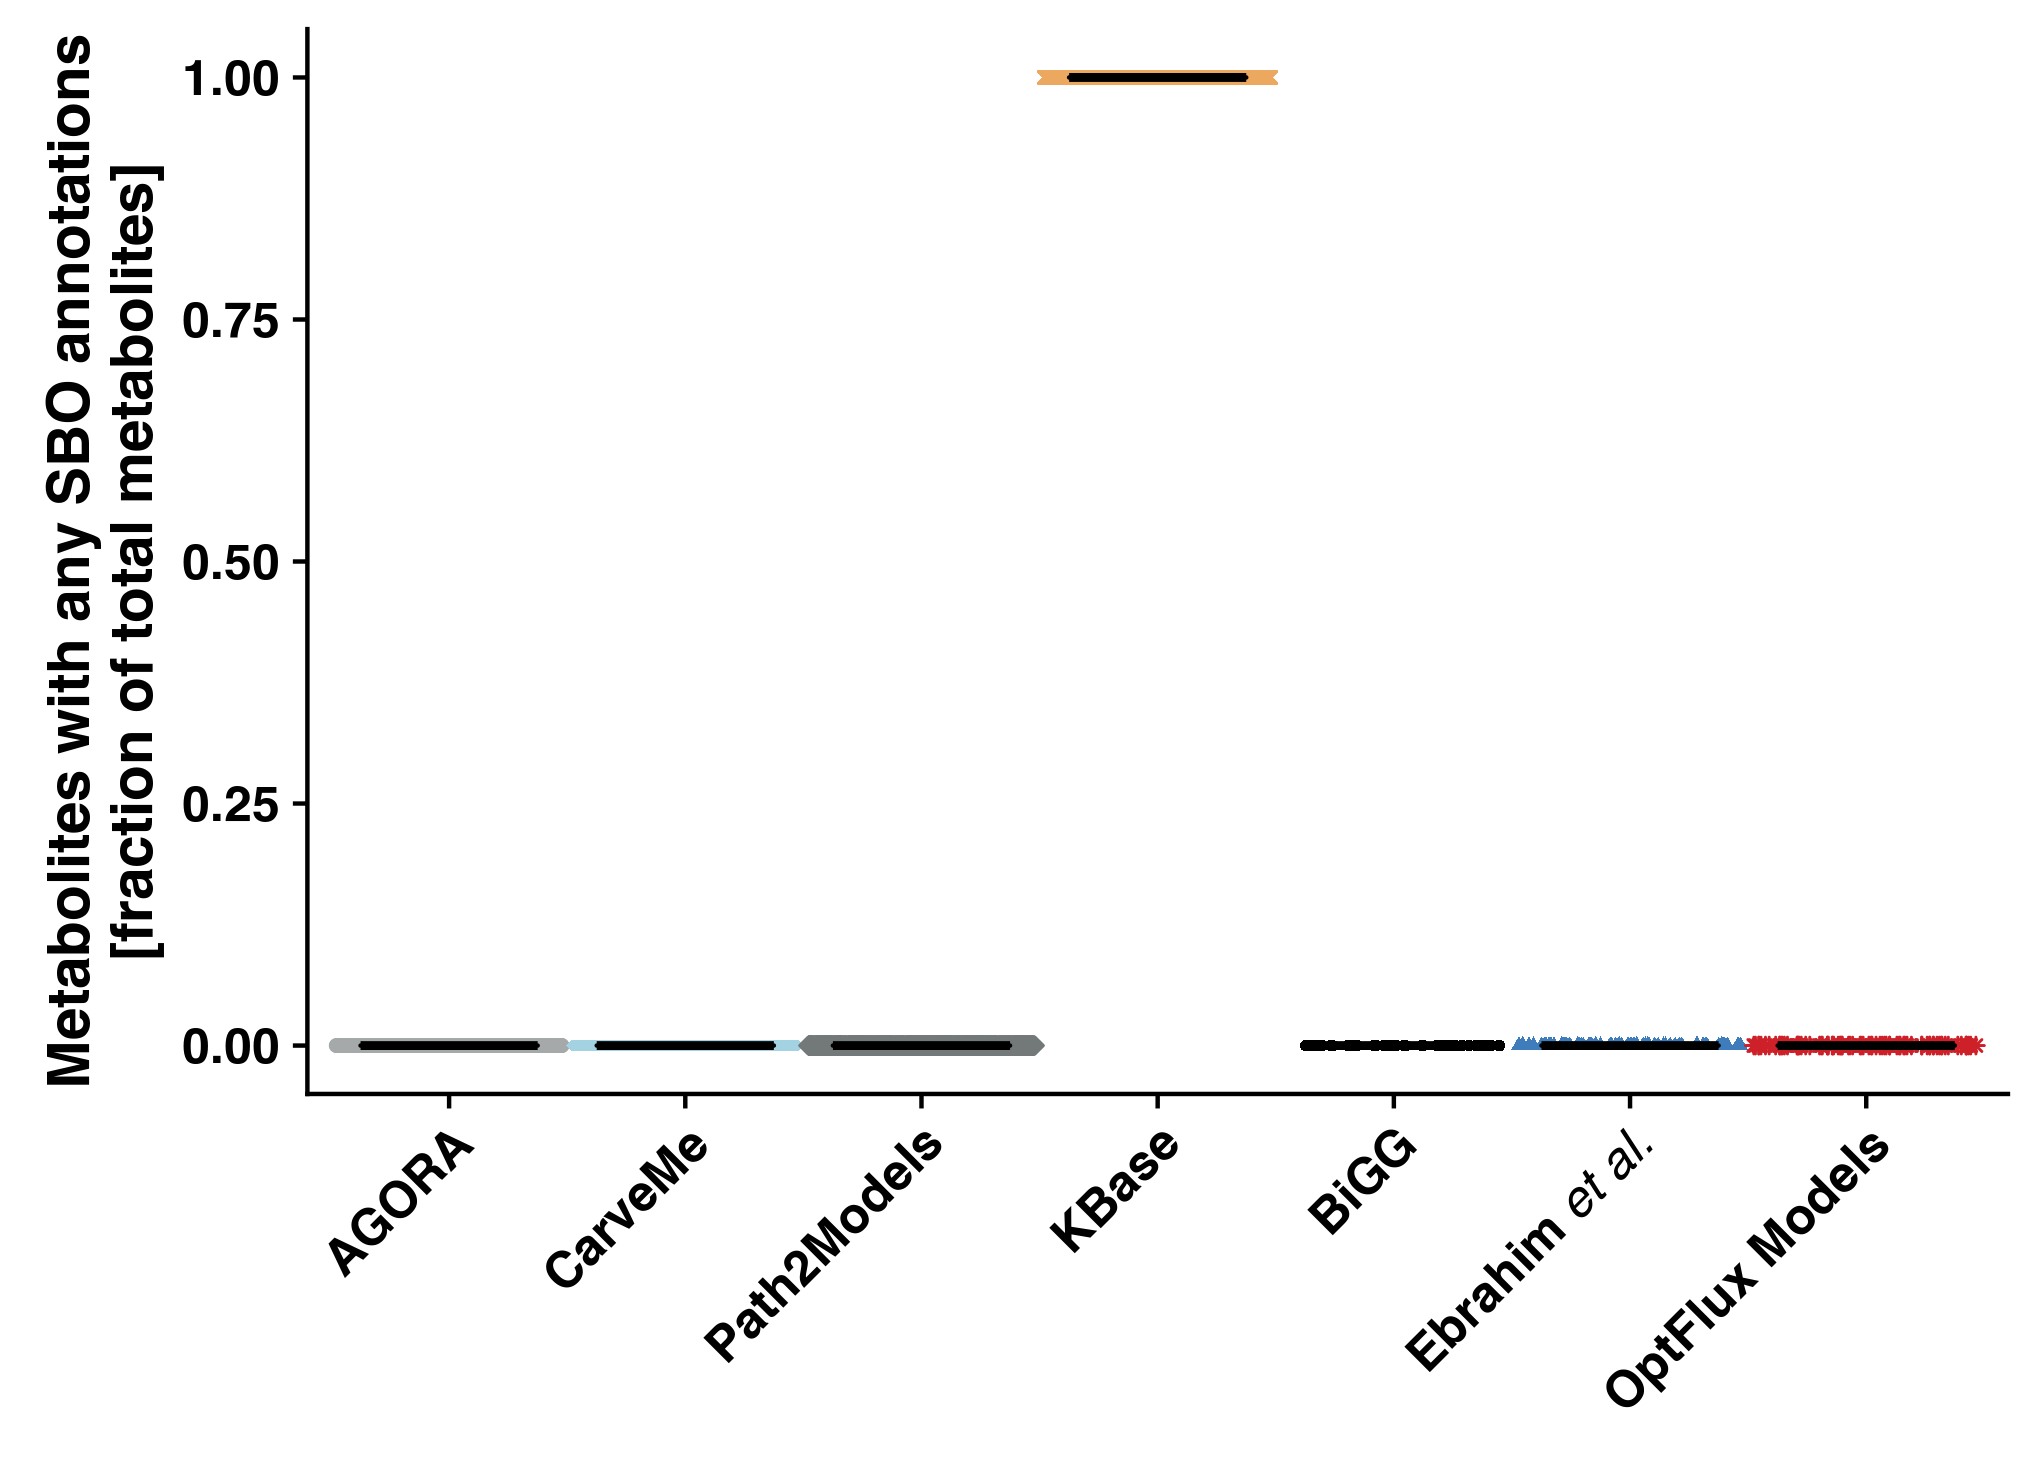 Metabolites with any SBO annotations
[fraction of total metabolites]
1.00
0.75
0.50
0.25
0.00
AGORA
CarveMe
Path2Models
KBase
BiGG
Ebrahim et al.
OptFlux Models